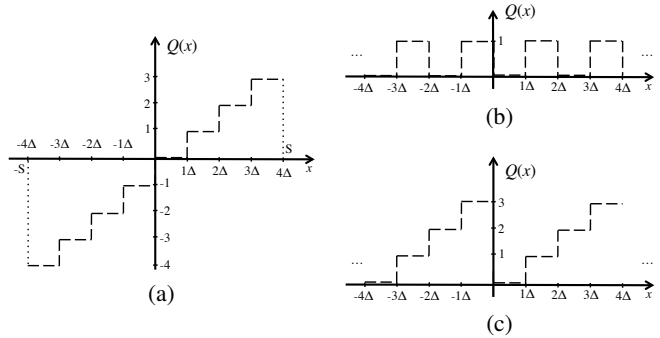 Q(x)
3
2
1
-4Δ -3Δ -2Δ -1Δ
-S
S
1Δ 2Δ 3Δ 4Δ x
-1
-2
-3
-4
(a)
Q(x)
1
... ...
-4Δ -3Δ -2Δ -1Δ 1Δ 2Δ 3Δ 4Δ x
(b)
Q(x)
3
2
1
... ...
-4Δ -3Δ -2Δ -1Δ 1Δ 2Δ 3Δ 4Δ x
(c)